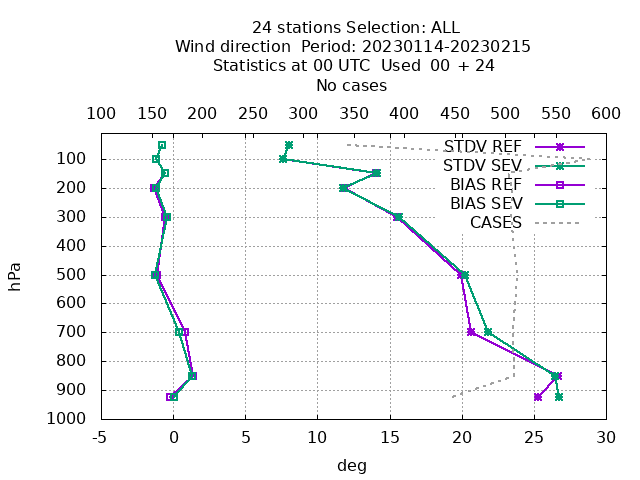 24 stations Selection: ALL
Wind direction  Period: 20230114-20230215
Statistics at 00 UTC  Used  00 + 24
No cases
100 150 200 250 300 350 400 450 500 550 600
STDV REF
STDV SEV
BIAS REF
BIAS SEV
CASES
hPa
100
200
300
400
500
600
700
800
900
1000
-5 0 5 10 15 20 25 30
deg